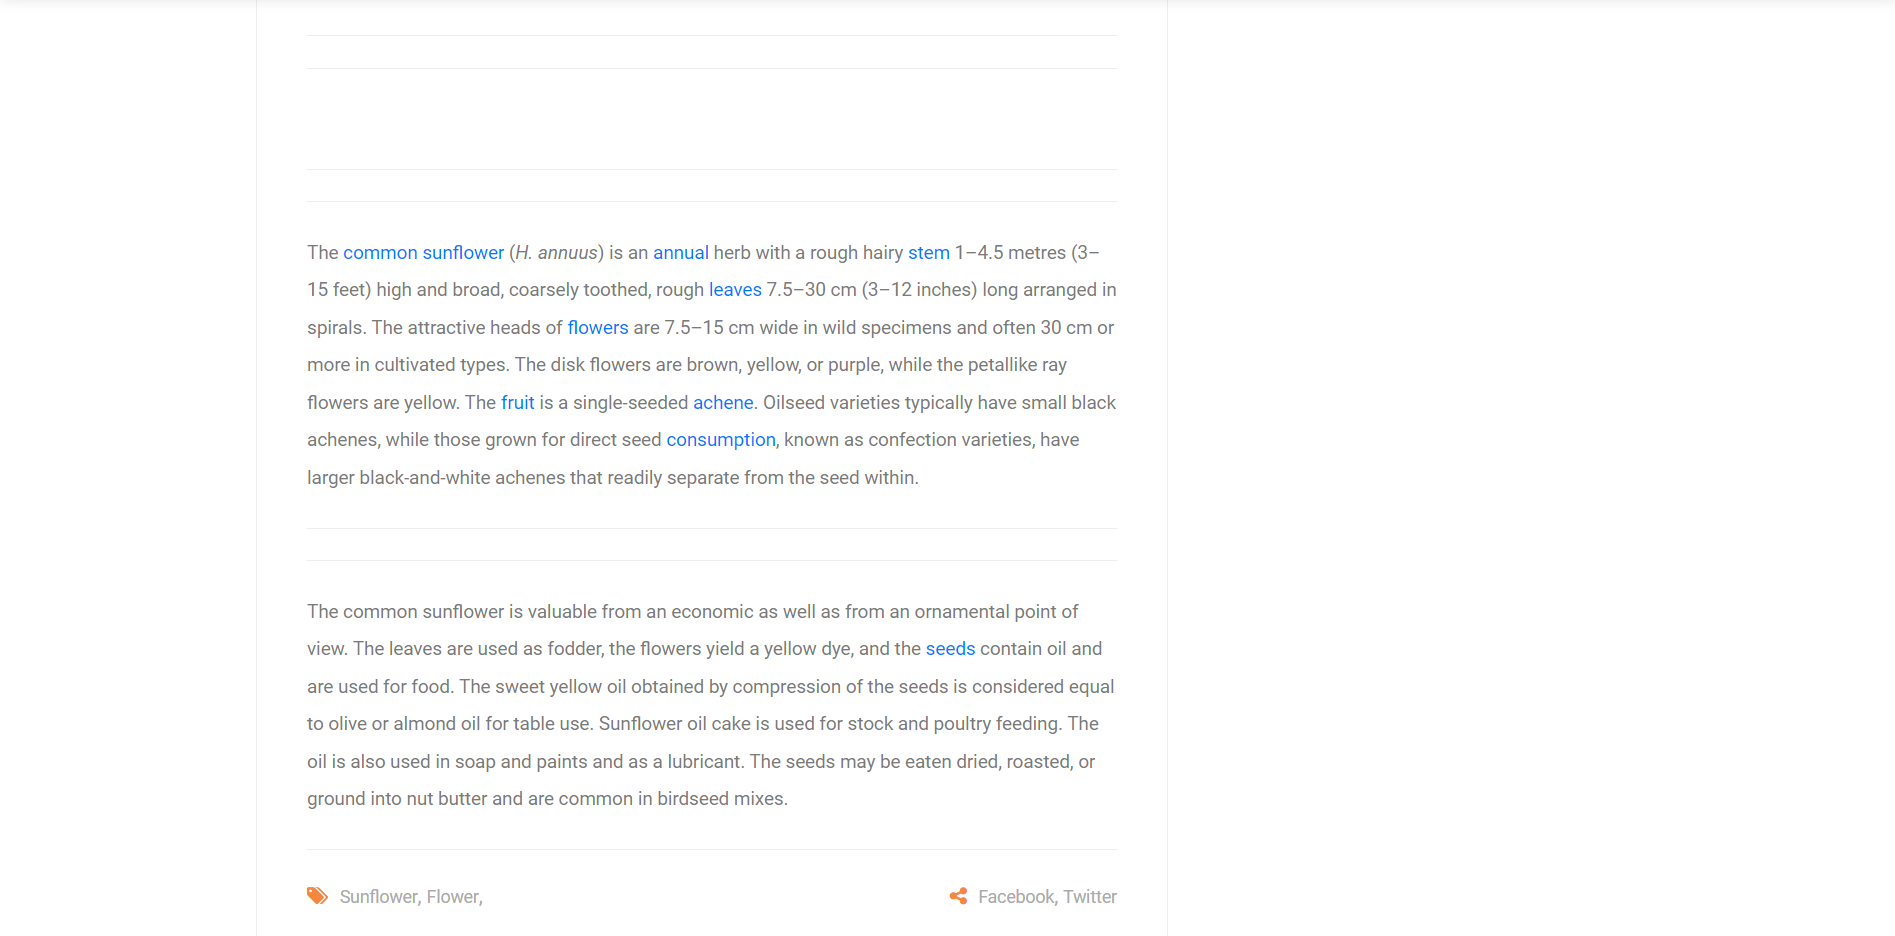 The common sunflower (H. annuus) is an annual herb with a rough hairy stem 1–4.5 metres (3–
15 feet) high and broad, coarsely toothed, rough leaves 7.5–30 cm (3–12 inches) long arranged in
spirals. The attractive heads of flowers are 7.5–15 cm wide in wild specimens and often 30 cm or
more in cultivated types. The disk flowers are brown, yellow, or purple, while the petallike ray
flowers are yellow. The fruit is a single-seeded achene. Oilseed varieties typically have small black
achenes, while those grown for direct seed consumption, known as confection varieties, have
larger black-and-white achenes that readily separate from the seed within.
The common sunflower is valuable from an economic as well as from an ornamental point of
view. The leaves are used as fodder, the flowers yield a yellow dye, and the seeds contain oil and
are used for food. The sweet yellow oil obtained by compression of the seeds is considered equal
to olive or almond oil for table use. Sunflower oil cake is used for stock and poultry feeding. The
oil is also used in soap and paints and as a lubricant. The seeds may be eaten dried, roasted, or
ground into nut butter and are common in birdseed mixes.
Sunflower, Flower, Facebook, Twitter